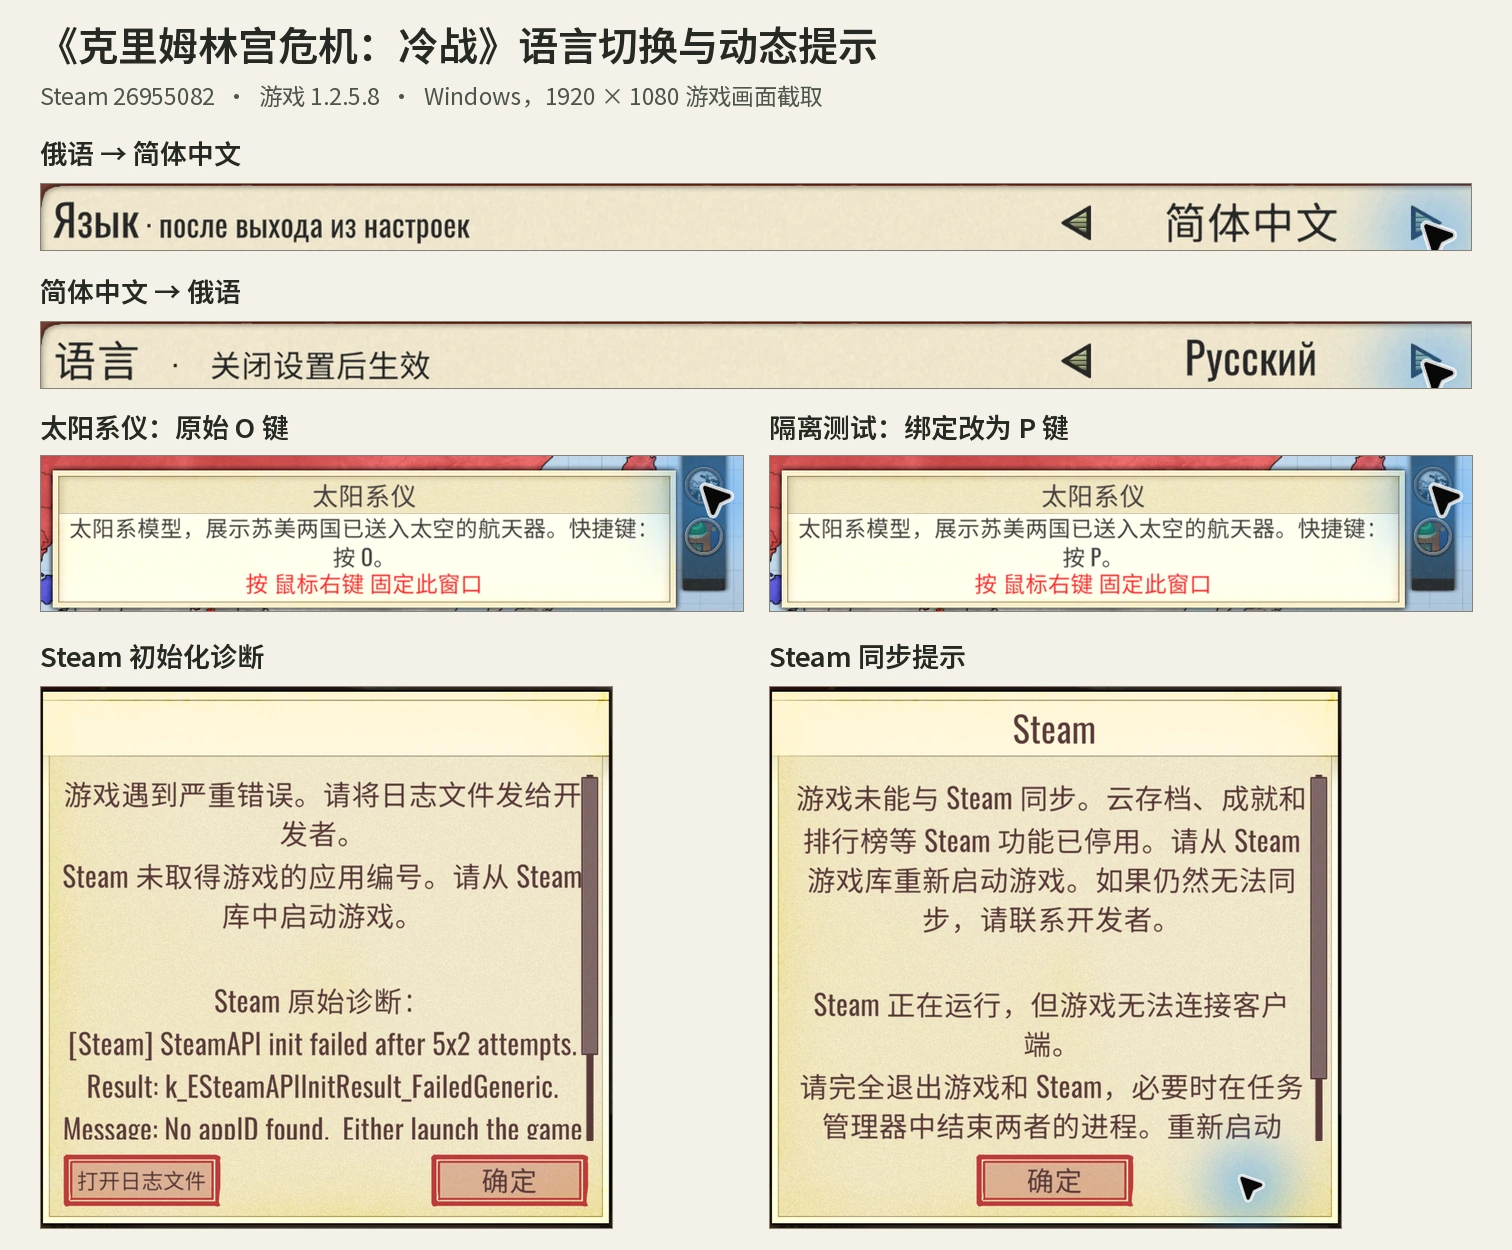 《克里姆林宫危机：冷战》语言切换与动态提示
Steam 26955082 • 游戏 1.2.5.8 • Windows，1920 × 1080 游戏画面截取
俄语 → 简体中文
Язык · после выхода из настроек
简体中文
简体中文 → 俄语
语言 · 关闭设置后生效
Русский
太阳系仪：原始 O 键
太阳系仪
太阳系模型，展示苏美两国已送入太空的航天器。快捷键：
按 O。
按 鼠标右键 固定此窗口
隔离测试：绑定改为 P 键
太阳系仪
太阳系模型，展示苏美两国已送入太空的航天器。快捷键：
按 P。
按 鼠标右键 固定此窗口
Steam 初始化诊断
游戏遇到严重错误。请将日志文件发给开
发者。
Steam 未取得游戏的应用编号。请从 Steam
库中启动游戏。
Steam 原始诊断：
[Steam] SteamAPI init failed after 5x2 attempts.
Result: k_ESteamAPIInitResult_FailedGeneric.
Message: No appID found. Either launch the game
打开日志文件
确定
Steam 同步提示
Steam
游戏未能与 Steam 同步。云存档、成就和
排行榜等 Steam 功能已停用。请从 Steam
游戏库重新启动游戏。如果仍然无法同
步，请联系开发者。
Steam 正在运行，但游戏无法连接客户
端。
请完全退出游戏和 Steam，必要时在任务
管理器中结束两者的进程。重新启动
确定